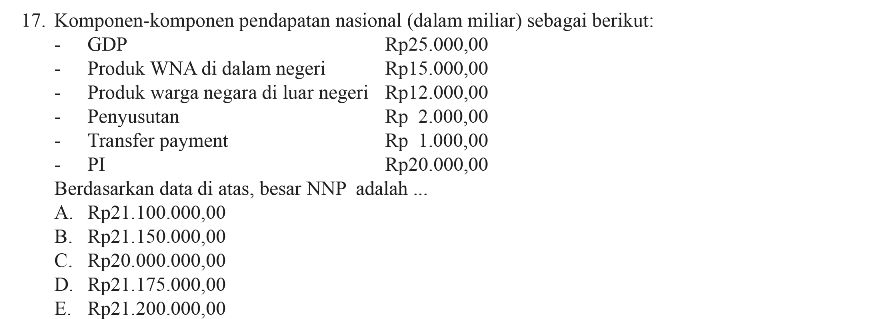 17. Komponen-komponen pendapatan nasional (dalam miliar) sebagai berikut:
- GDP Rp25.000,00
- Produk WNA di dalam negeri Rp15.000,00
- Produk warga negara di luar negeri Rp12.000,00
- Penyusutan Rp 2.000,00
- Transfer payment Rp 1.000,00
- PI Rp20.000,00
Berdasarkan data di atas, besar NNP adalah ...
A. Rp21.100.000,00
B. Rp21.150.000,00
C. Rp20.000.000,00
D. Rp21.175.000,00
E. Rp21.200.000,00